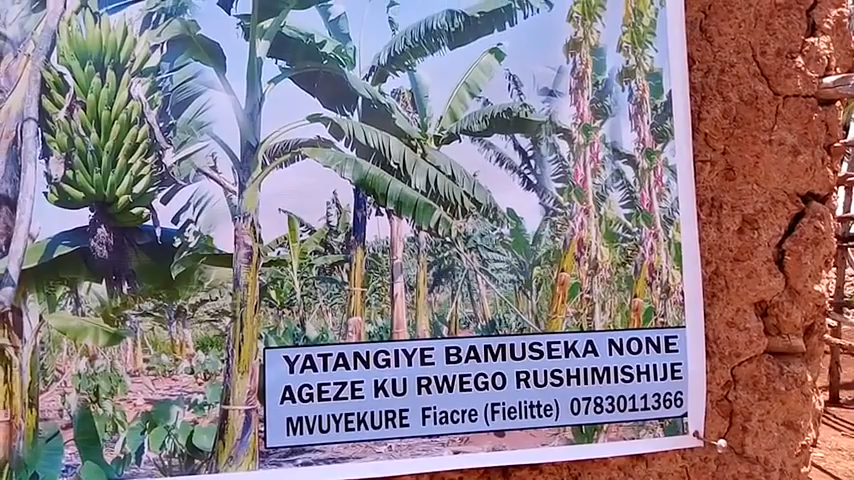 YATANGIYE BAMUSEKA NONE
AGEZE KU RWEGO RUSHIMISHIJE
MVUYEKURE Fiacre (Fielitte) 0783011366